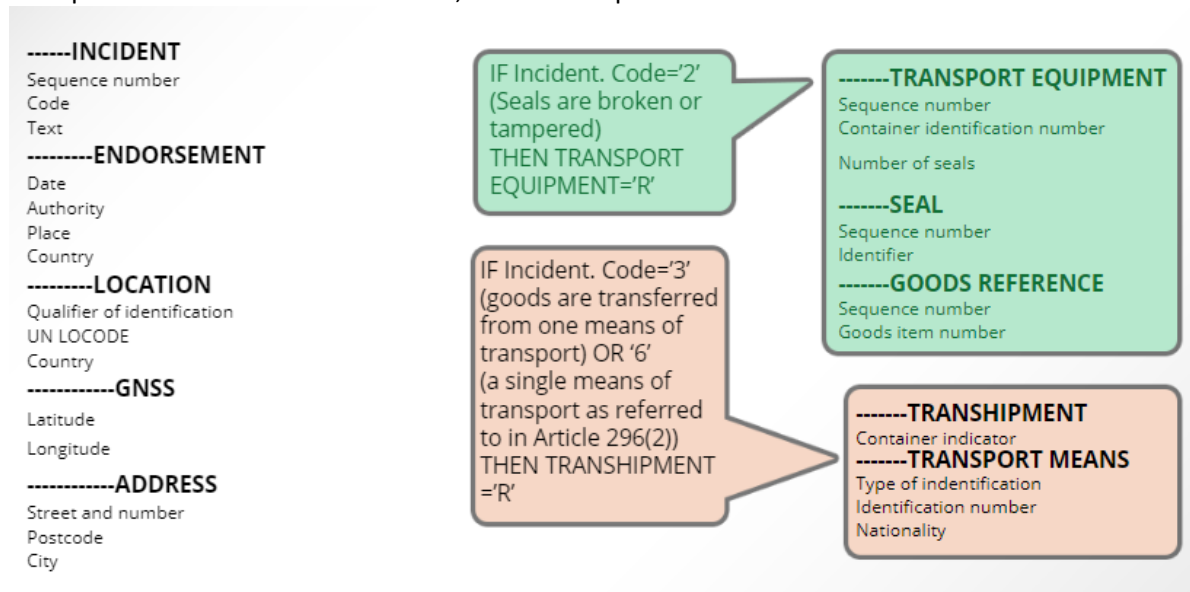 ------INCIDENT
Sequence number
Code
Text
---------ENDORSEMENT
Date
Authority
Place
Country
---------LOCATION
Qualifier of identification
UN LOCODE
Country
------------GNSS
Latitude
Longitude
------------ADDRESS
Street and number
Postcode
City
IF Incident. Code=‘2’
(Seals are broken or
tampered)
THEN TRANSPORT
EQUIPMENT=‘R’
-------TRANSPORT EQUIPMENT
Sequence number
Container identification number
Number of seals
-------SEAL
Sequence number
Identifier
-------GOODS REFERENCE
Sequence number
Goods item number
IF Incident. Code=‘3’
(goods are transferred
from one means of
transport) OR ‘6’
(a single means of
transport as referred
to in Article 296(2))
THEN TRANSHIPMENT
=‘R’
-------TRANSHIPMENT
Container indicator
-------TRANSPORT MEANS
Type of indentification
Identification number
Nationality